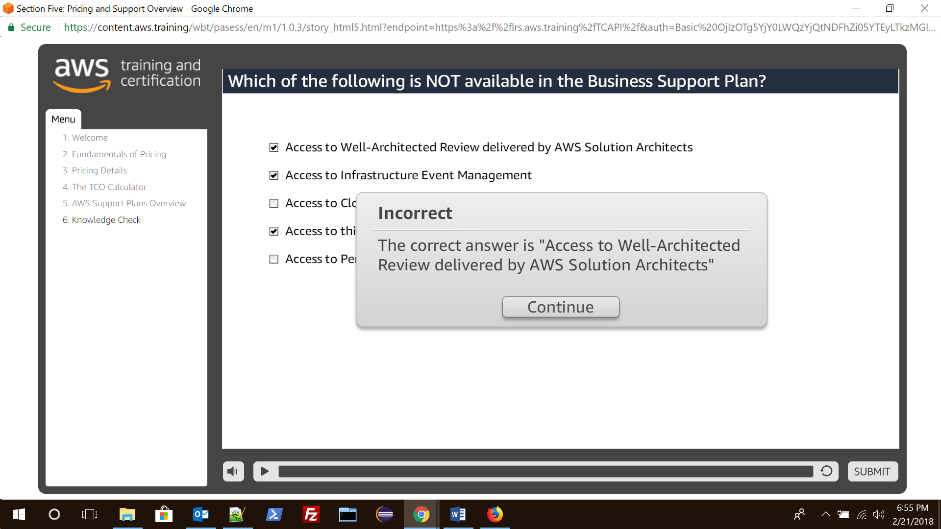 Section Five: Pricing and Support Overview - Google Chrome
Secure https://content.aws.training/wbt/pasess/en/m1/1.0.3/story_html5.html?endpoint=https%3a%2f%2flrs.aws.training%2fTCAPI%2f&auth=Basic%20OjIzOTg5YjY0LWQzYjQtNDFhZi05YTEyLTkzMGI...
aws training and
certification
Which of the following is NOT available in the Business Support Plan?
Menu
1. Welcome
2. Fundamentals of Pricing
3. Pricing Details
4. The TCO Calculator
5. AWS Support Plans Overview
6. Knowledge Check
Access to Well-Architected Review delivered by AWS Solution Architects
Access to Infrastructure Event Management
Access to Clo
Access to thi
Access to Per
Incorrect
The correct answer is "Access to Well-Architected
Review delivered by AWS Solution Architects"
Continue
SUBMIT
6:55 PM
2/21/2018